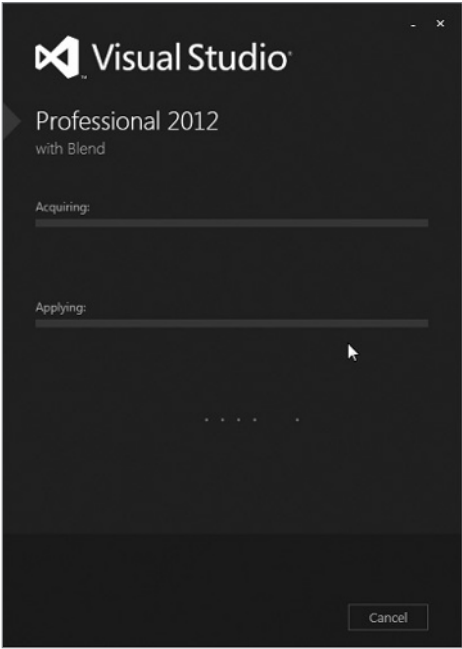 Visual Studio
Professional 2012
with Blend
Acquiring:
Applying:
Cancel